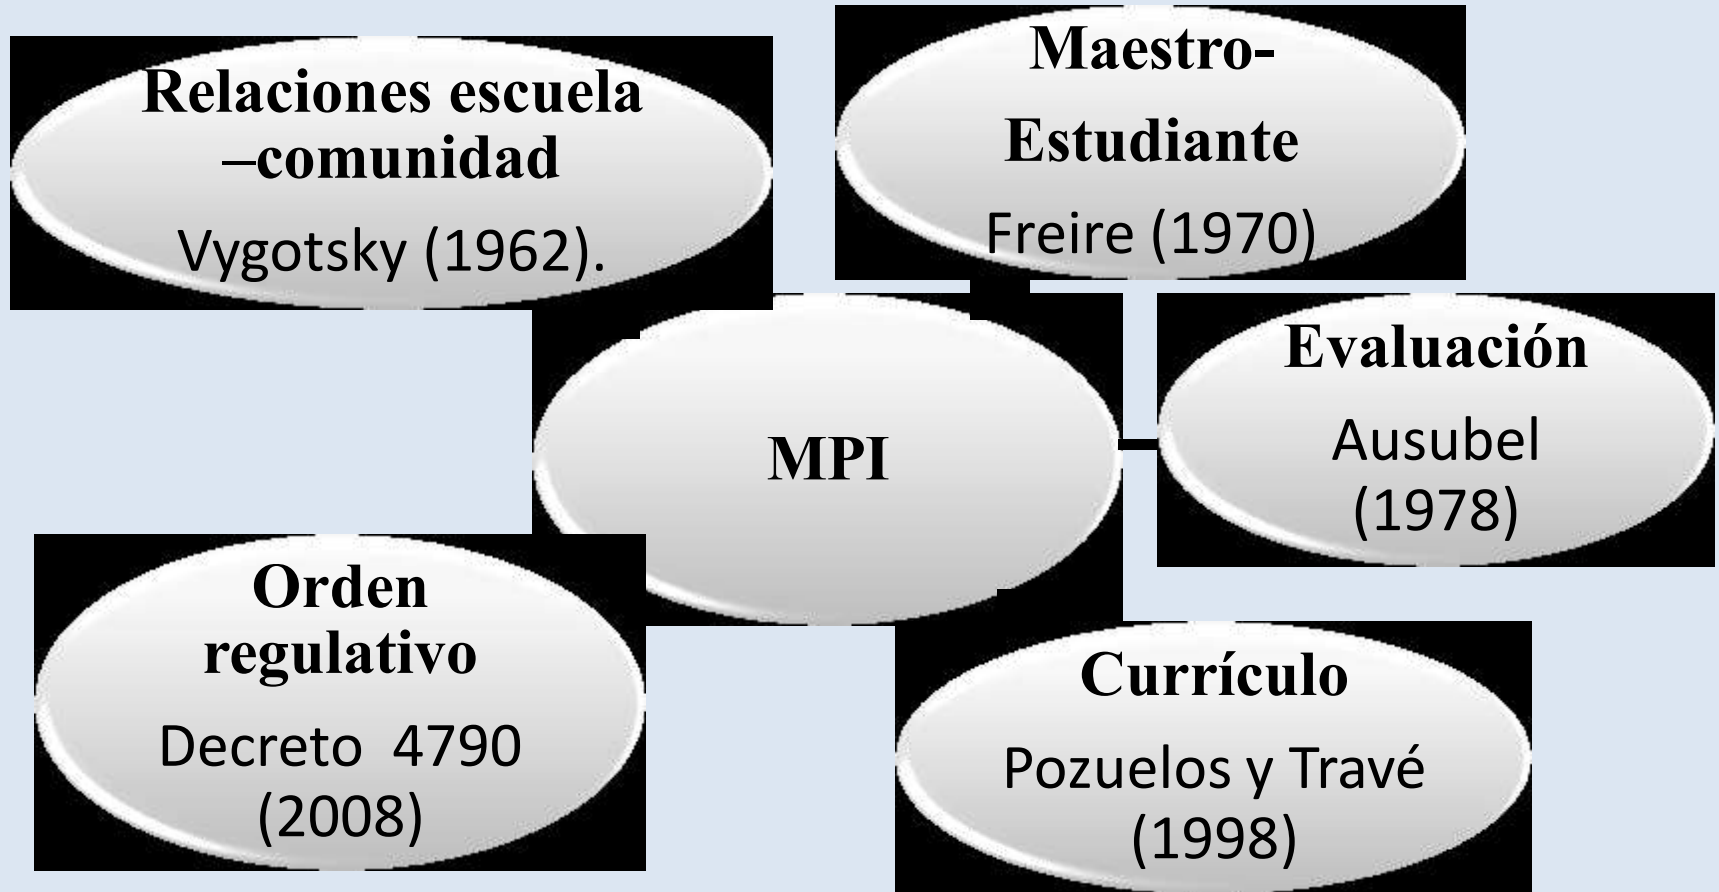 Relaciones escuela
–comunidad
Vygotsky (1962).
Maestro-
Estudiante
Freire (1970)
Evaluación
Ausubel
(1978)
MPI
Orden
regulativo
Decreto  4790
(2008)
Currículo
Pozuelos y Travé
(1998)